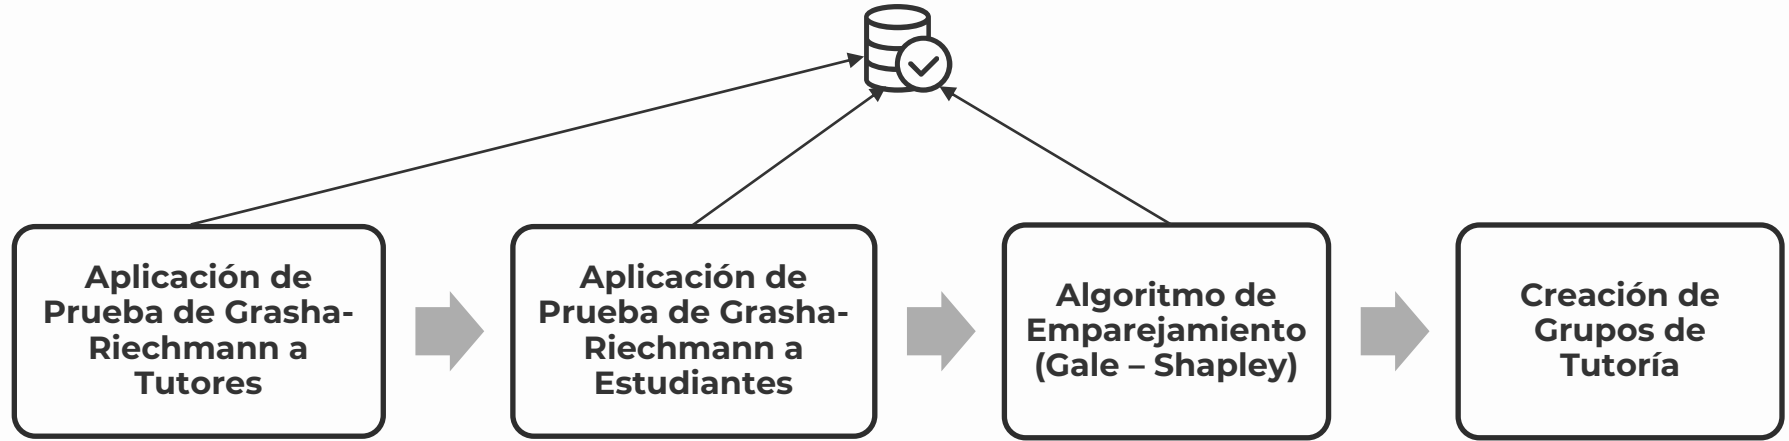 Aplicación de
Prueba de Grasha-
Riechmann a
Tutores
Aplicación de
Prueba de Grasha-
Riechmann a
Estudiantes
Algoritmo de
Emparejamiento
(Gale – Shapley)
Creación de
Grupos de
Tutoría